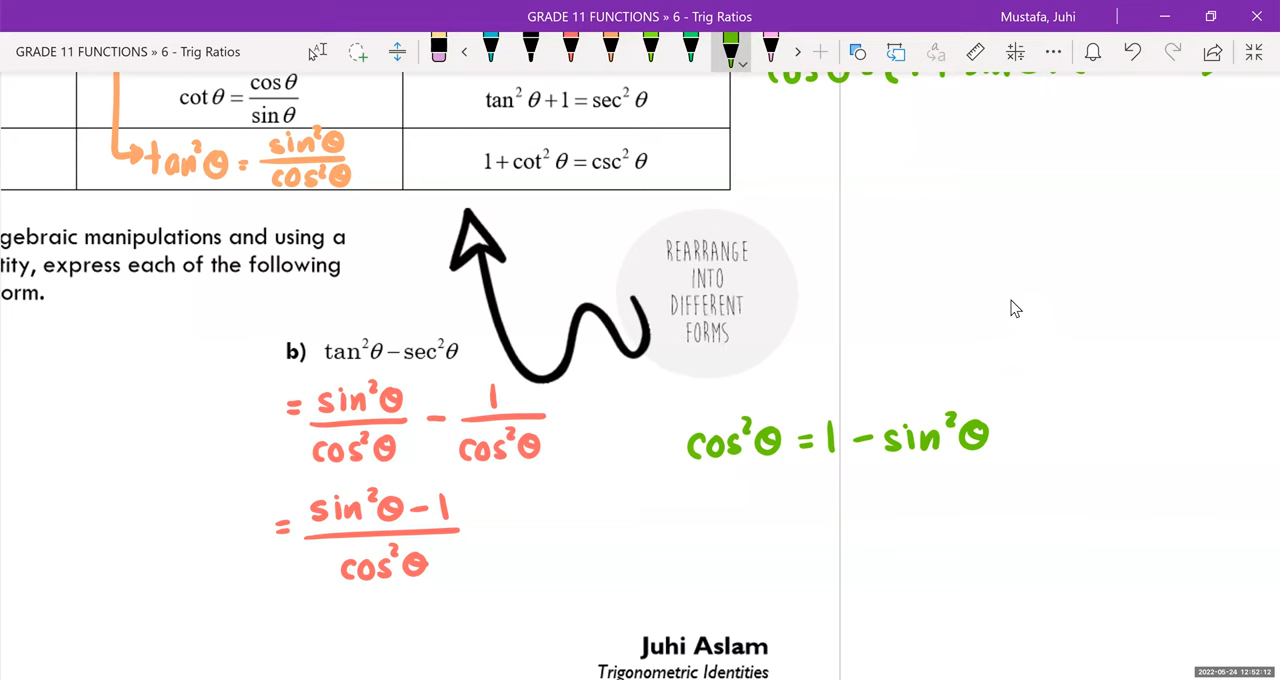 GRADE 11 FUNCTIONS » 6 - Trig Ratios
Mustafa, Juhi
GRADE 11 FUNCTIONS » 6 - Trig Ratios
cot θ = cos θ / sin θ
tan² θ + 1 = sec² θ
tan²θ = sin²θ / cos²θ
1 + cot² θ = csc² θ
gebraic manipulations and using a
tity, express each of the following
orm.
REARRANGE
INTO
DIFFERENT
FORMS
b) tan²θ – sec²θ
= sin²θ / cos²θ - 1 / cos²θ
cos²θ = 1 - sin²θ
= sin²θ - 1 / cos²θ
Juhi Aslam
Trigonometric Identities
2022-05-24 12:52:12